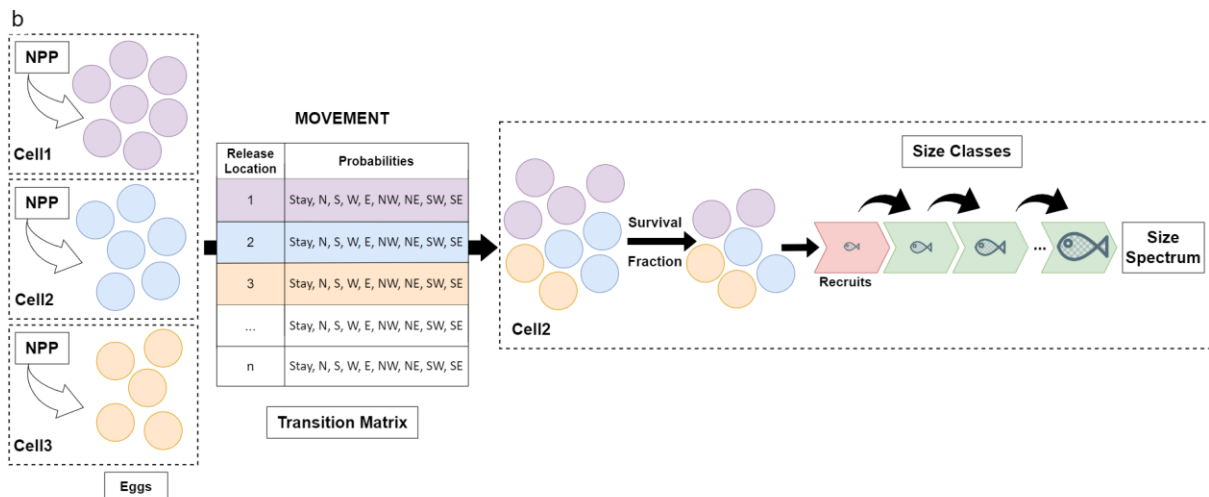 b
NPP
Cell1
NPP
Cell2
NPP
Cell3
Eggs
MOVEMENT
Release Location
Probabilities
1
Stay, N, S, W, E, NW, NE, SW, SE
2
Stay, N, S, W, E, NW, NE, SW, SE
3
Stay, N, S, W, E, NW, NE, SW, SE
...
Stay, N, S, W, E, NW, NE, SW, SE
n
Stay, N, S, W, E, NW, NE, SW, SE
Transition Matrix
Cell2
Survival
Fraction
Size Classes
Recruits
...
Size
Spectrum